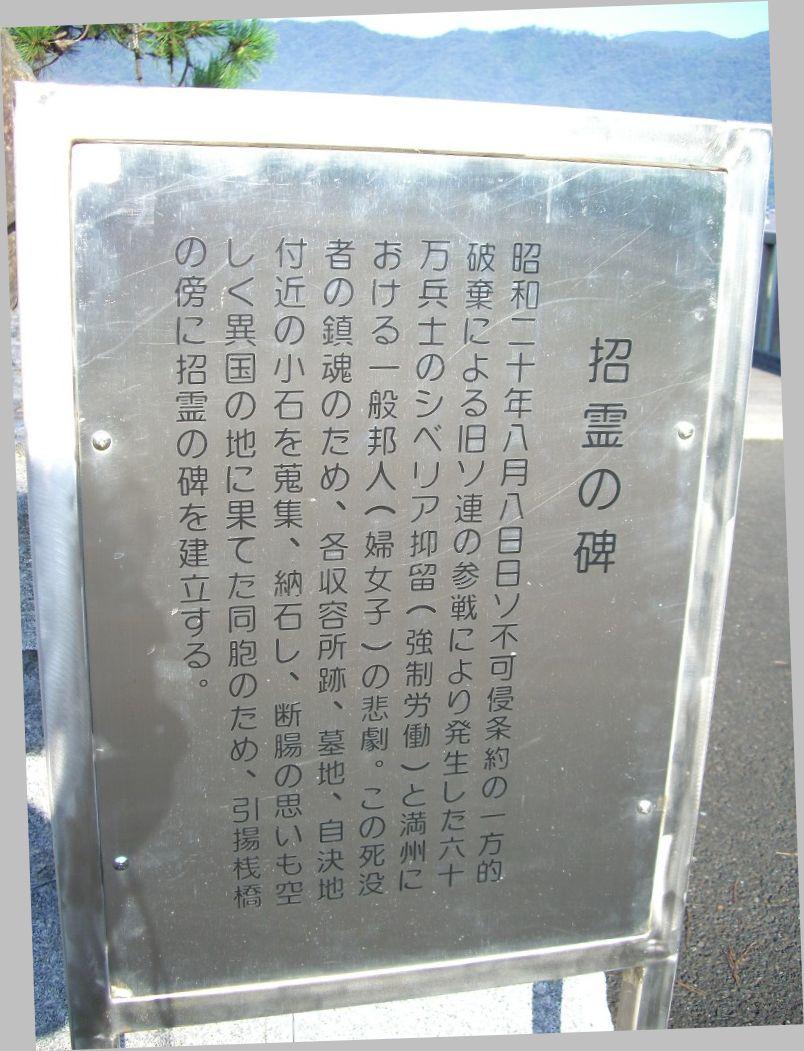 招霊の碑
昭和二十年八月八日日ソ不可侵条約の一方的
破棄による旧ソ連の参戦により発生した六十
万兵士のシベリア抑留(強制労働)と満州に
おける一般邦人(婦女子)の悲劇。この死没
者の鎮魂のため、各収容所跡、墓地、自決地
付近の小石を蒐集、納石し、断腸の思いも空
しく異国の地に果てた同胞のため、引揚桟橋
の傍に招霊の碑を建立する。